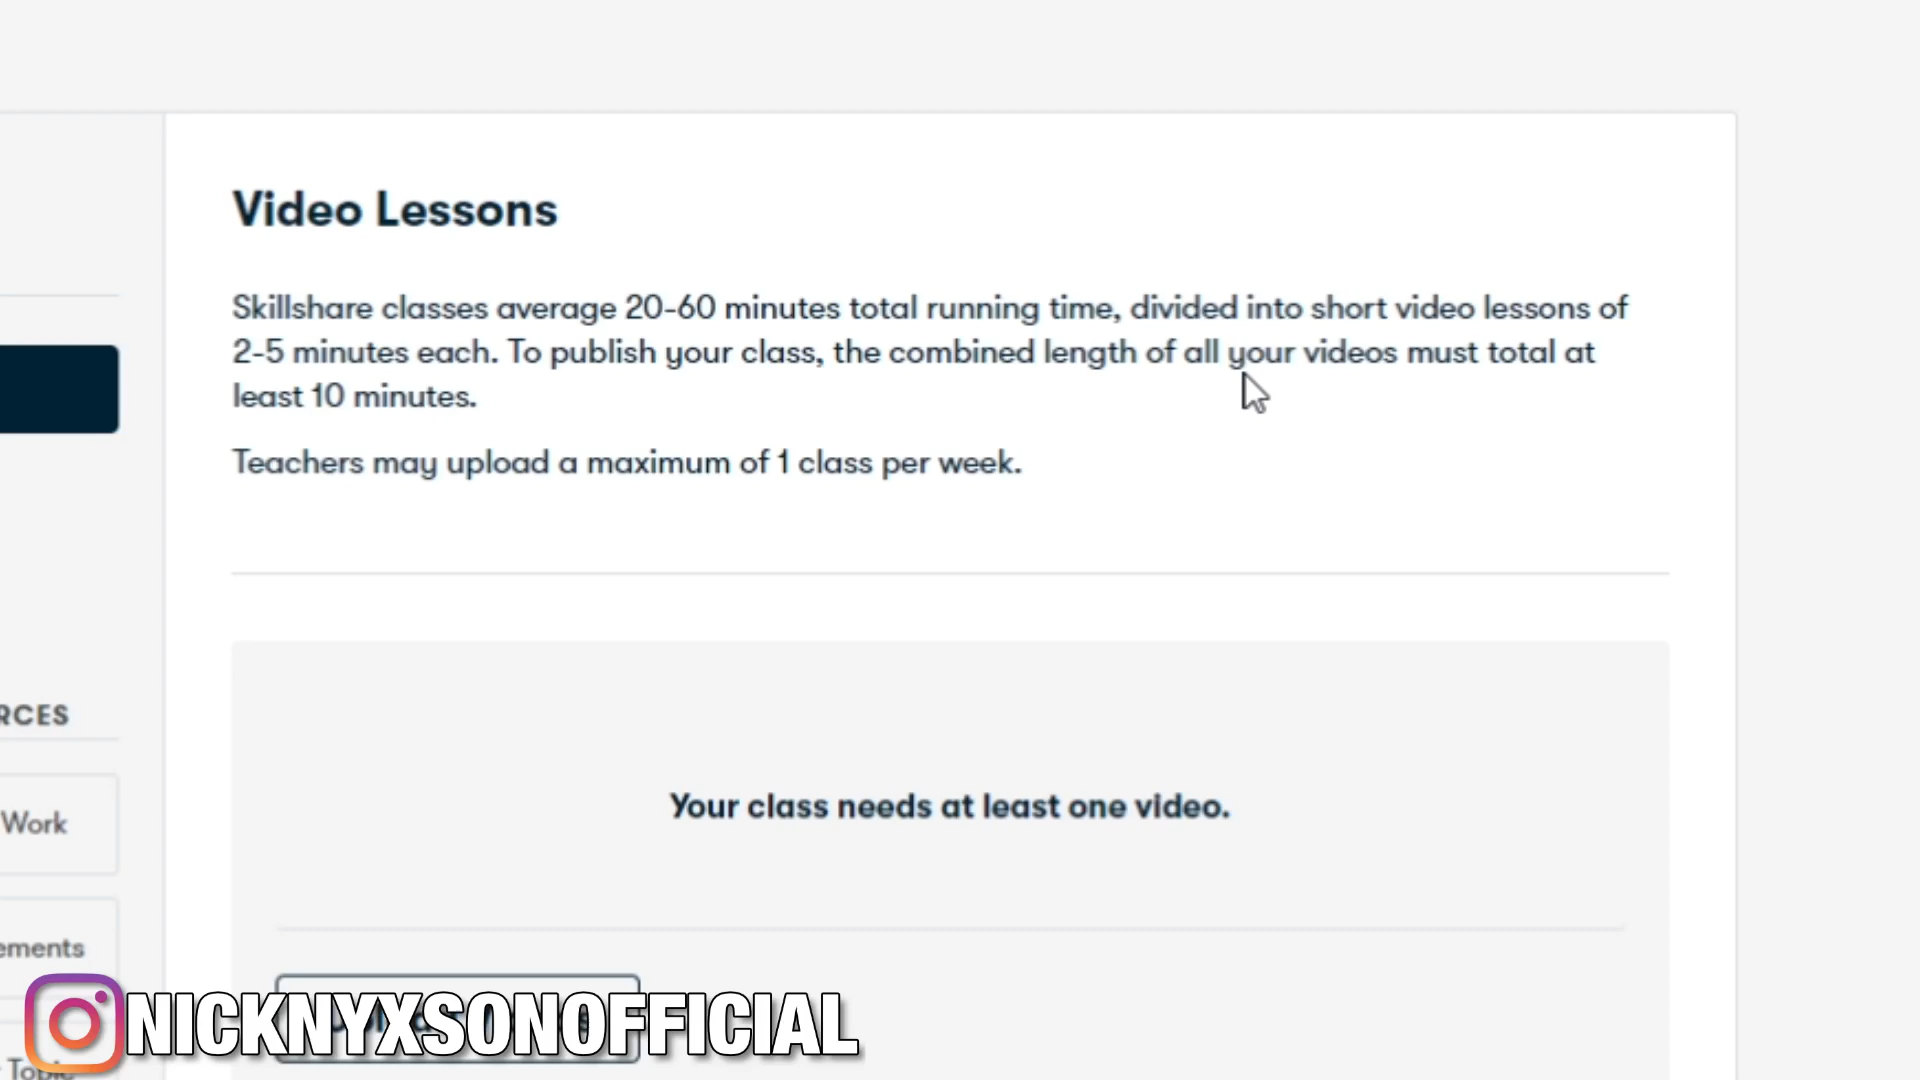 Video Lessons
Skillshare classes average 20-60 minutes total running time, divided into short video lessons of
2-5 minutes each. To publish your class, the combined length of all your videos must total at
least 10 minutes.
Teachers may upload a maximum of 1 class per week.
RCES
Work
Your class needs at least one video.
ements
NICKNYXSONOFFICIAL
Topic